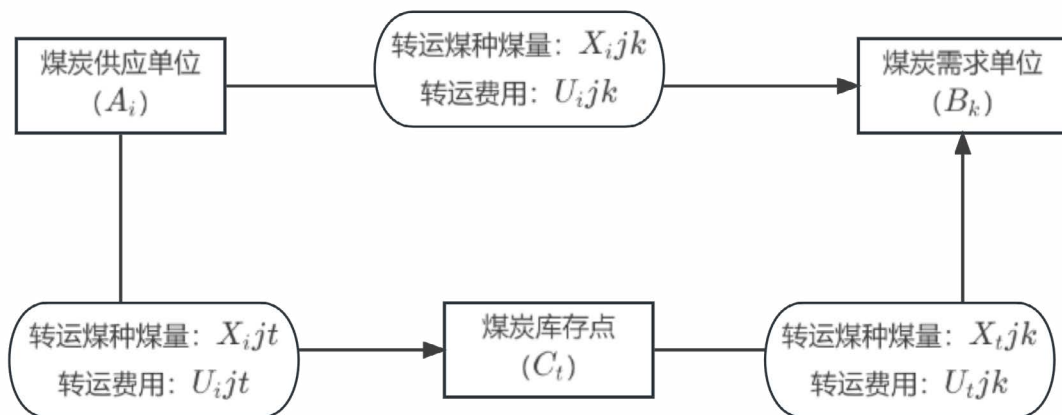 煤炭供应单位
（$A_i$）
转运煤种煤量：$X_ijk$
转运费用：$U_ijk$
煤炭需求单位
（$B_k$）
转运煤种煤量：$X_ijt$
转运费用：$U_ijt$
煤炭库存点
（$C_t$）
转运煤种煤量：$X_tjk$
转运费用：$U_tjk$